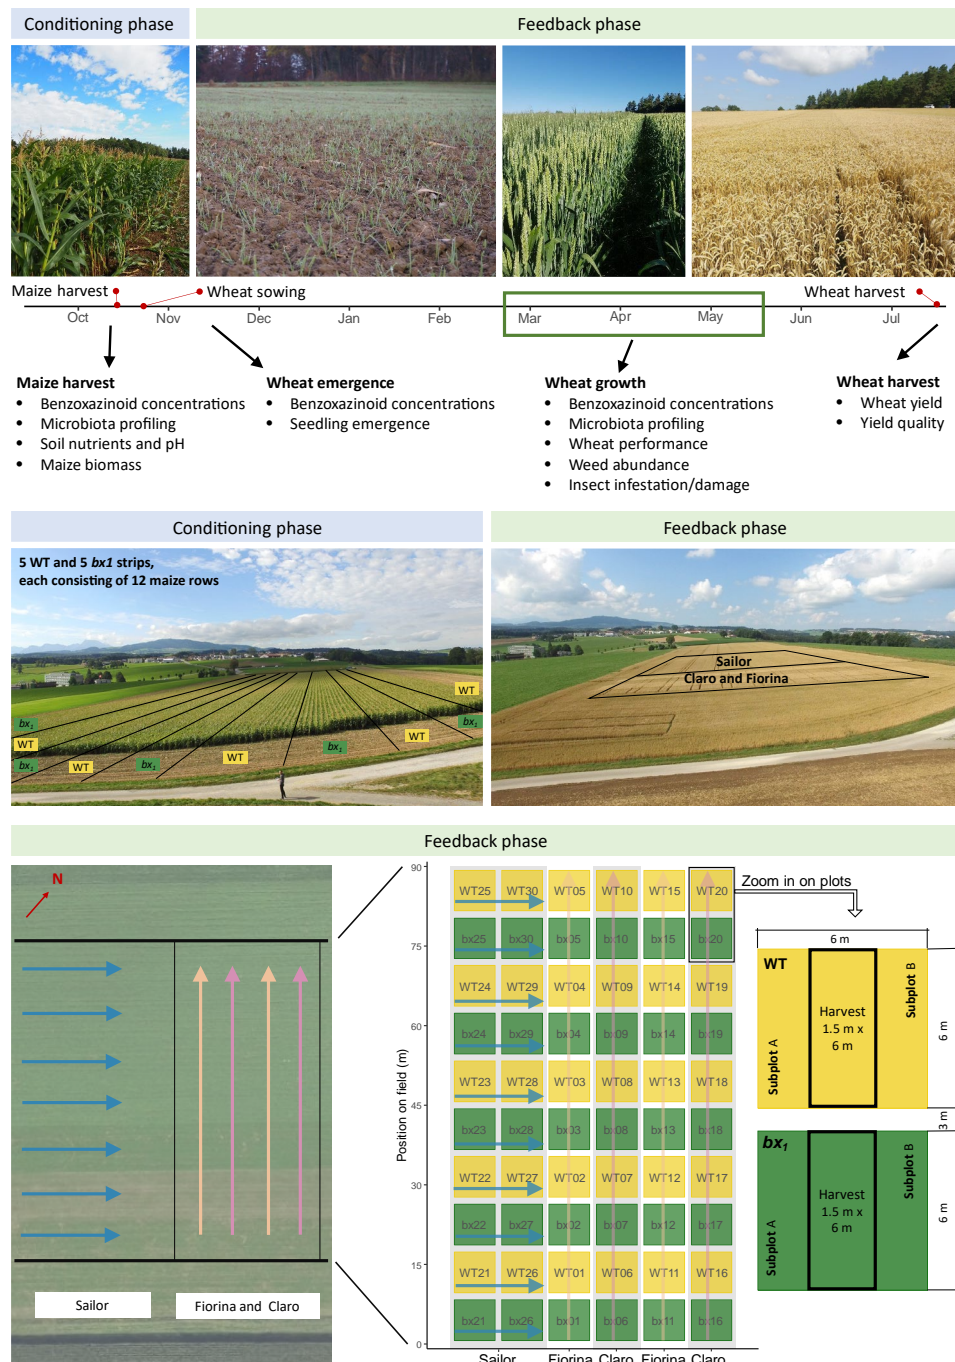 Conditioning phase
Feedback phase
Maize harvest
Wheat sowing
Wheat harvest
Oct
Nov
Dec
Jan
Feb
Mar
Apr
May
Jun
Jul
Maize harvest
• Benzoxazinoid concentrations
• Microbiota profiling
• Soil nutrients and pH
• Maize biomass
Wheat emergence
• Benzoxazinoid concentrations
• Seedling emergence
Wheat growth
• Benzoxazinoid concentrations
• Microbiota profiling
• Wheat performance
• Weed abundance
• Insect infestation/damage
Wheat harvest
• Wheat yield
• Yield quality
Conditioning phase
5 WT and 5 bx1 strips,
each consisting of 12 maize rows
bx₁
WT
bx₁
WT
bx₁
WT
bx₁
WT
bx₁
WT
Feedback phase
Sailor
Claro and Fiorina
Feedback phase
N
Sailor
Fiorina and Claro
Position on field (m)
90
75
60
45
30
15
0
WT25 WT30 WT05 WT10 WT15 WT20
bx25 bx30 bx05 bx10 bx15 bx20
WT24 WT29 WT04 WT09 WT14 WT19
bx24 bx29 bx04 bx09 bx14 bx19
WT23 WT28 WT03 WT08 WT13 WT18
bx23 bx28 bx03 bx08 bx13 bx18
WT22 WT27 WT02 WT07 WT12 WT17
bx22 bx27 bx02 bx07 bx12 bx17
WT21 WT26 WT01 WT06 WT11 WT16
bx21 bx26 bx01 bx06 bx11 bx16
Sailor Fiorina Claro Fiorina Claro
Zoom in on plots
6 m
WT
Subplot A
Harvest
1.5 m x
6 m
Subplot B
6 m
3 m
bx₁
Subplot A
Harvest
1.5 m x
6 m
Subplot B
6 m